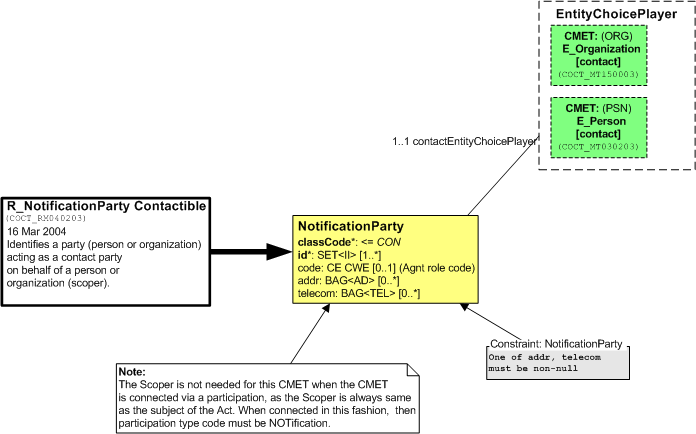 EntityChoicePlayer
CMET: (ORG)
E_Organization
[contact]
(COCT_MT150003)
CMET: (PSN)
E_Person
[contact]
(COCT_MT030203)
1..1 contactEntityChoicePlayer
R_NotificationParty Contactible
(COCT_RM040203)
16 Mar 2004
Identifies a party (person or organization)
acting as a contact party
on behalf of a person or
organization (scoper).
NotificationParty
classCode*: <= CON
id*: SET<II> [1..*]
code: CE CWE [0..1] (Agnt role code)
addr: BAG<AD> [0..*]
telecom: BAG<TEL> [0..*]
Constraint: NotificationParty
One of addr, telecom
must be non-null
Note:
The Scoper is not needed for this CMET when the CMET
is connected via a participation, as the Scoper is always same
as the subject of the Act. When connected in this fashion, then
participation type code must be NOTification.